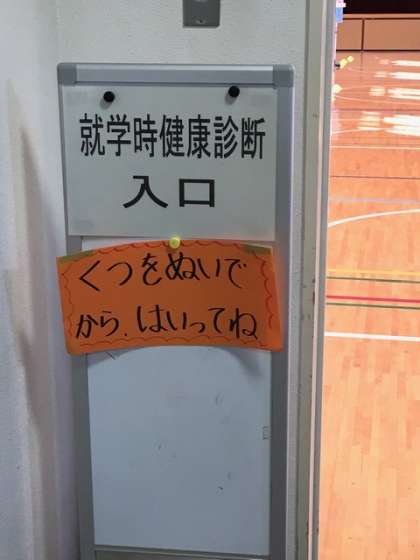 就学時健康診断
入口
くつをぬいで
から、はいってね